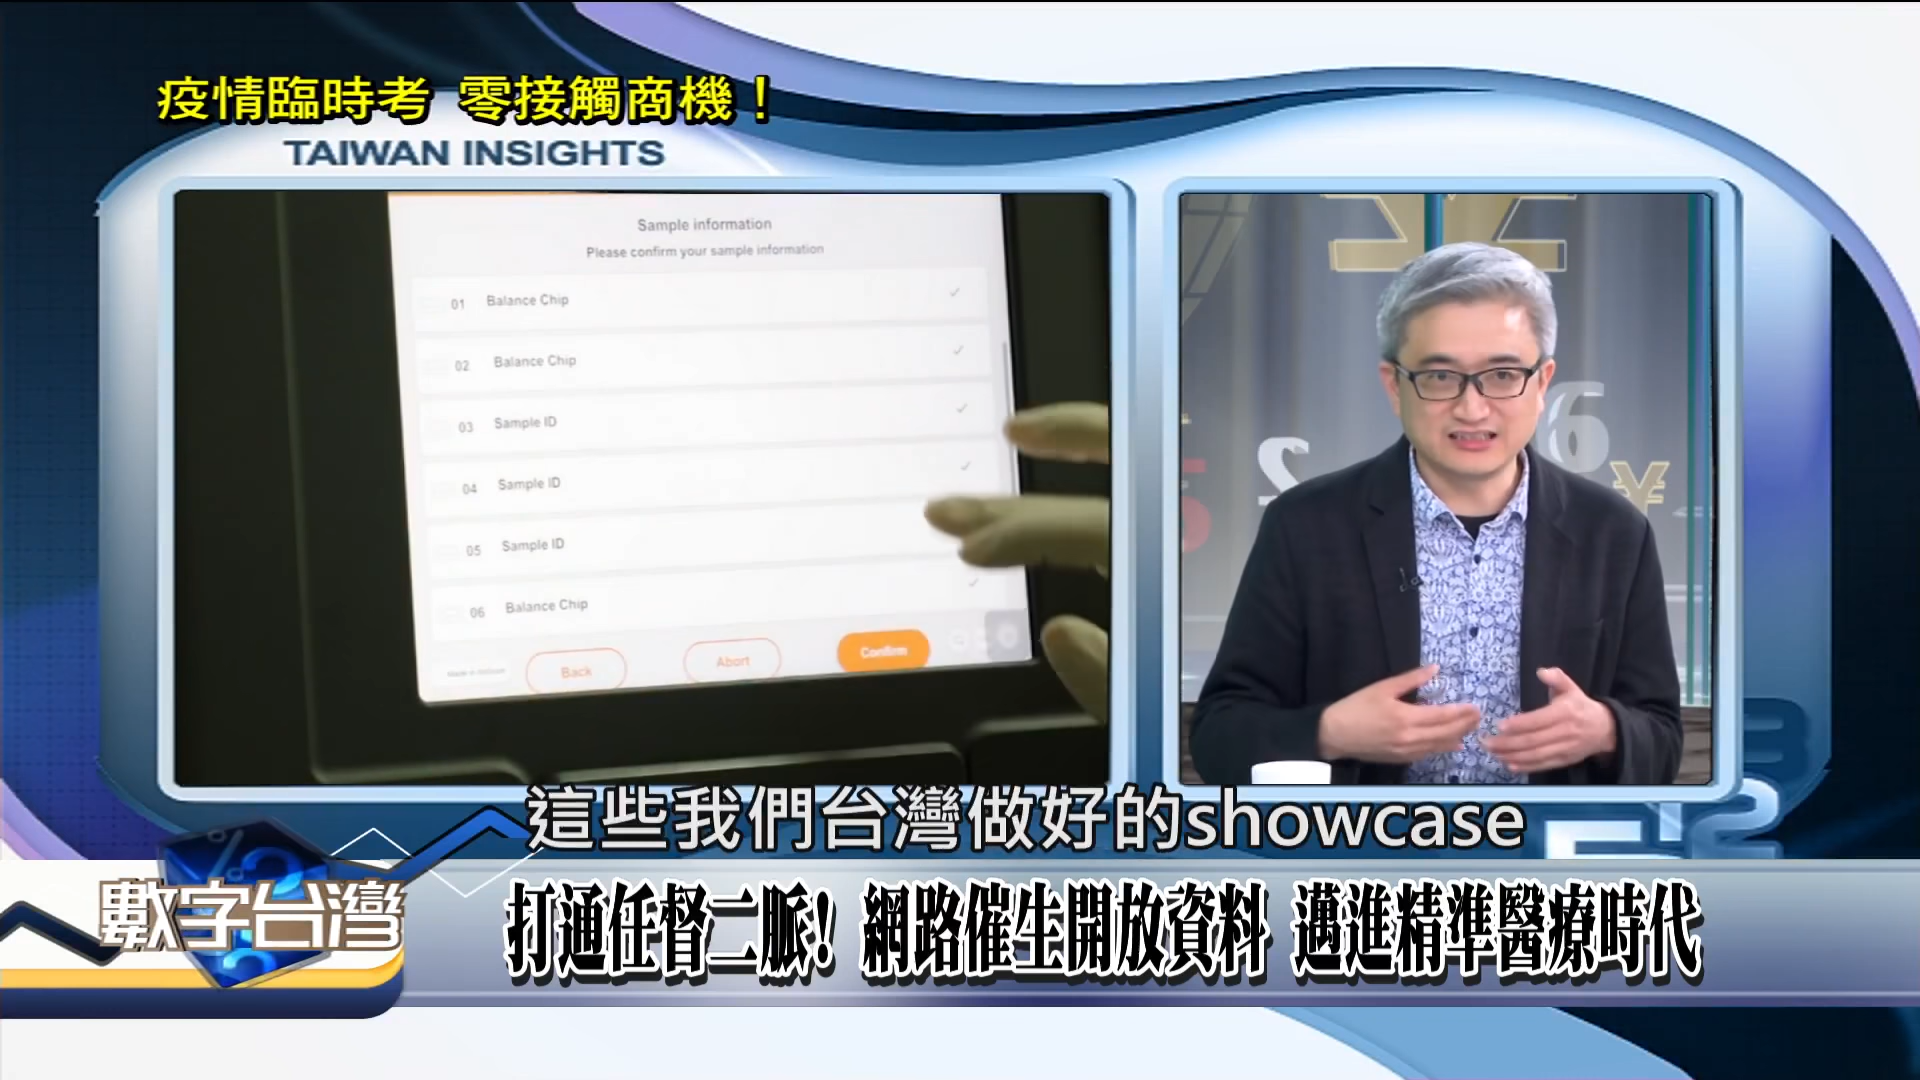 疫情臨時考 零接觸商機！
TAIWAN INSIGHTS
Sample information
Please confirm your sample information
01 Balance Chip
02 Balance Chip
03 Sample ID
04 Sample ID
05 Sample ID
06 Balance Chip
Back
Abort
Confirm
2
5
6
¥
這些我們台灣做好的showcase
數字台灣
打通任督二脈! 網路催生開放資料 邁進精準醫療時代